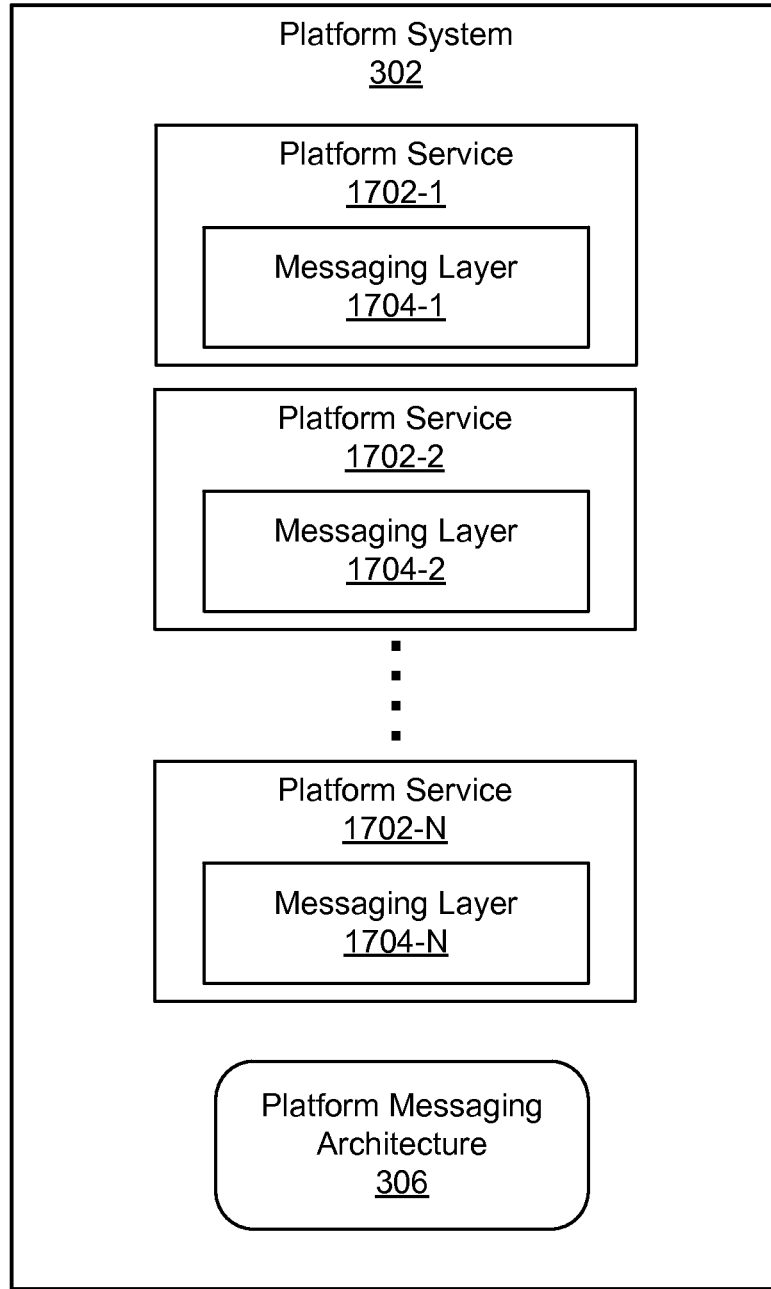 Platform System
302
Platform Service
1702-1
Messaging Layer
1704-1
Platform Service
1702-2
Messaging Layer
1704-2
Platform Service
1702-N
Messaging Layer
1704-N
Platform Messaging
Architecture
306